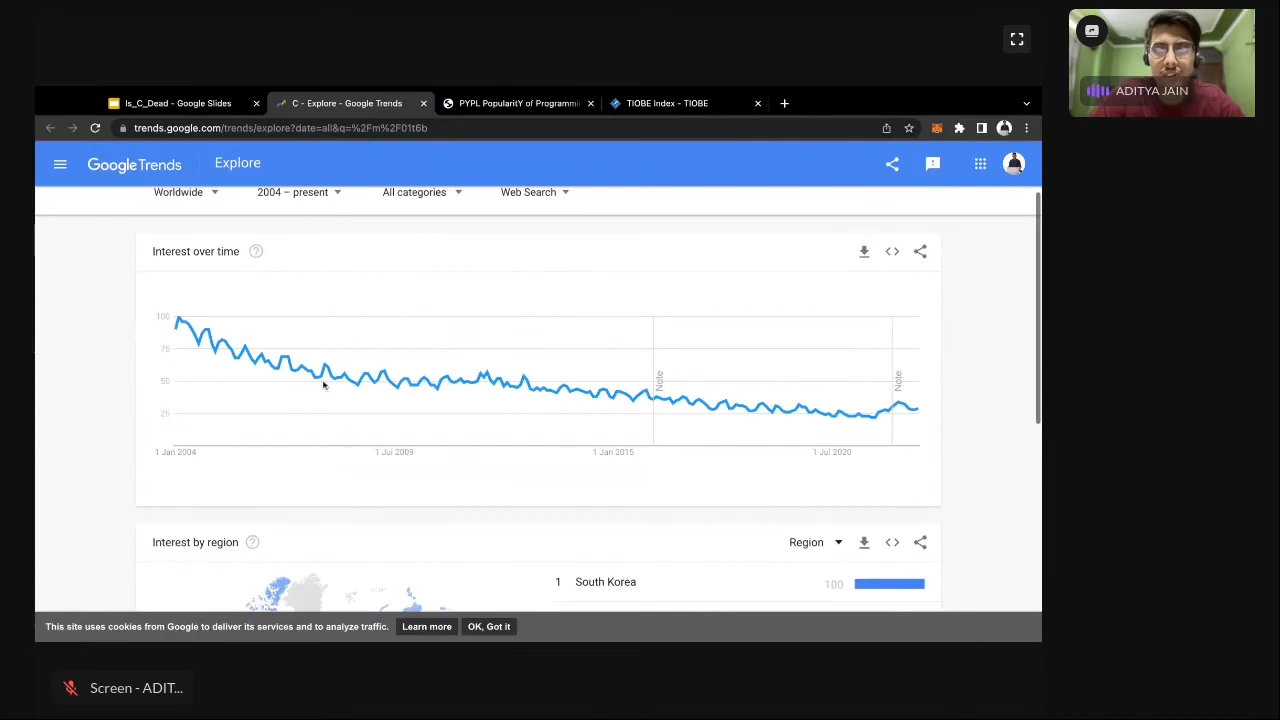 ADITYA JAIN
Is_C_Dead - Google Slides
C - Explore - Google Trends
PYPL PopularitY of Programmin
TIOBE Index - TIOBE
trends.google.com/trends/explore?date=all&q=%2Fm%2F01t6b
Google Trends
Explore
Worldwide
2004 – present
All categories
Web Search
Interest over time
100
75
50
25
Note
Note
1 Jan 2004
1 Jul 2009
1 Jan 2015
1 Jul 2020
Interest by region
Region
1 South Korea 100
This site uses cookies from Google to deliver its services and to analyze traffic. Learn more OK, Got it
Screen - ADIT...